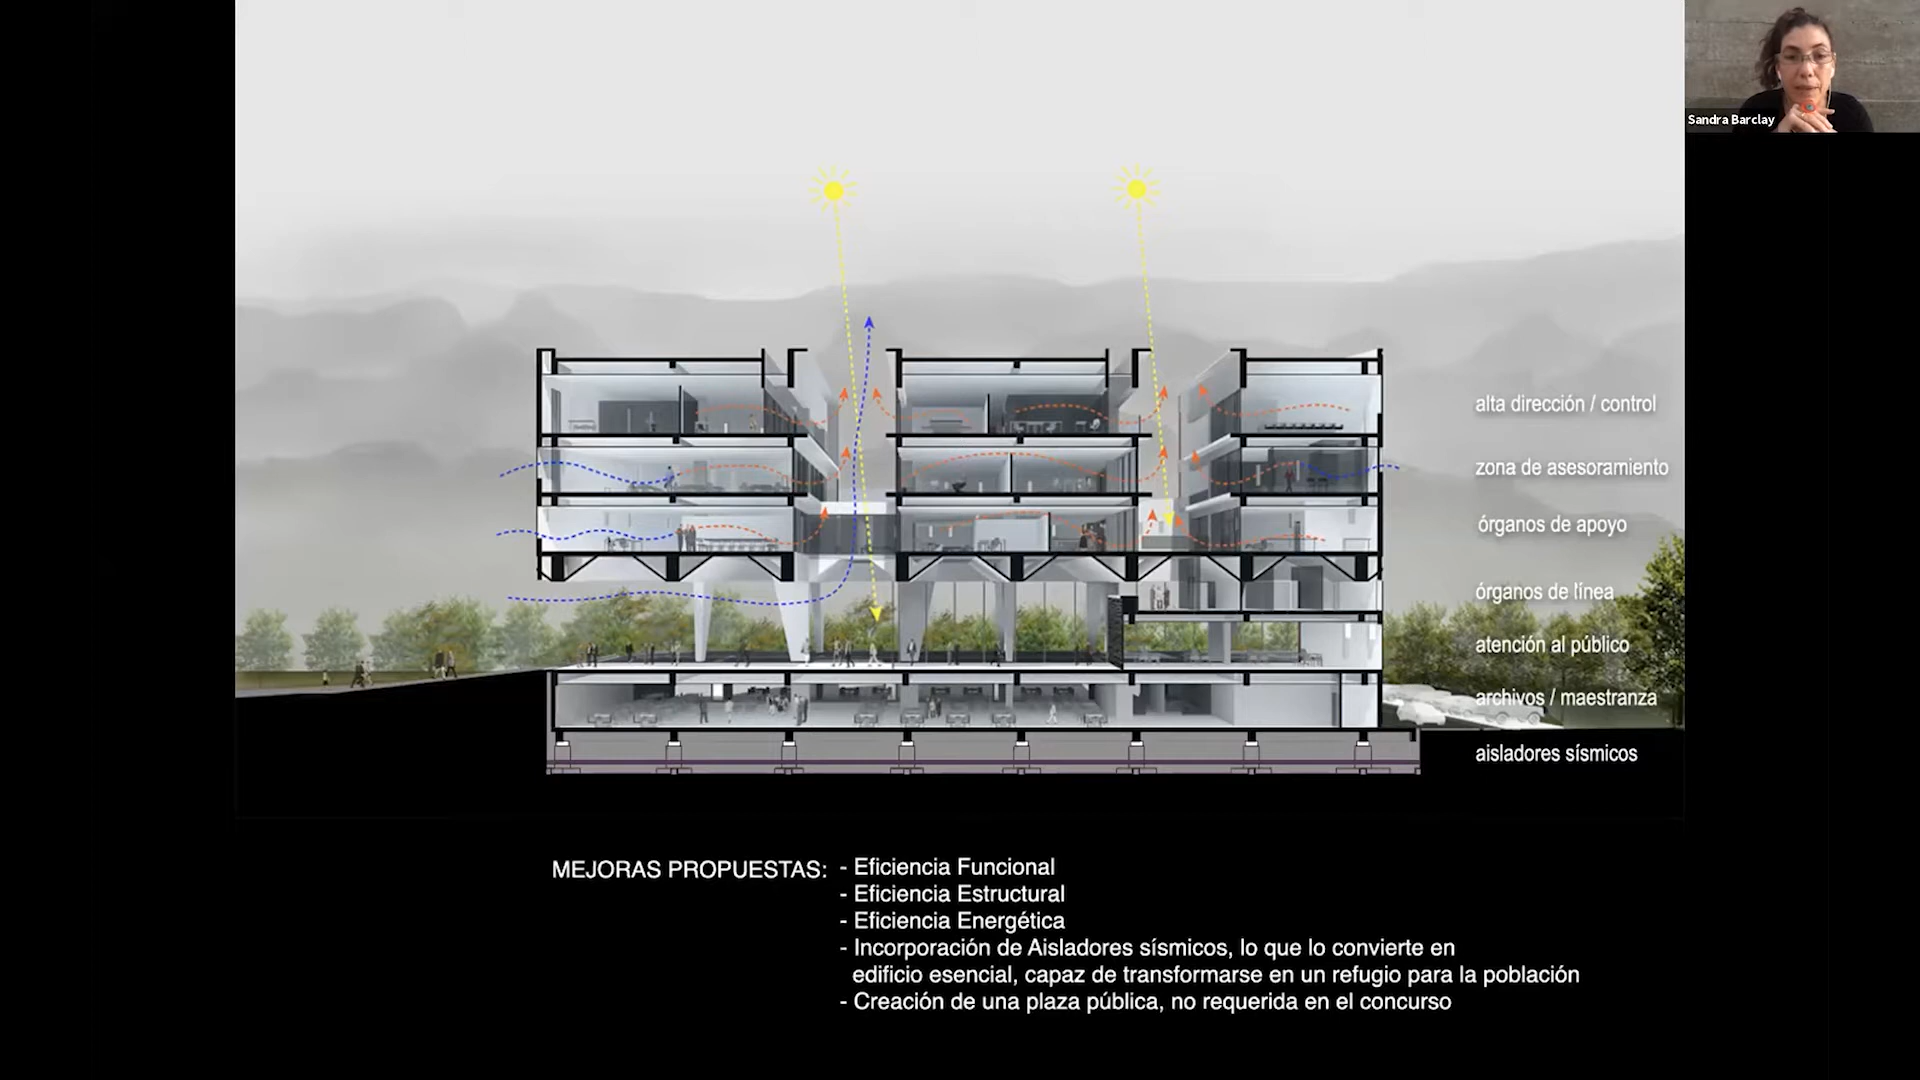 Sandra Barclay
alta dirección / control
zona de asesoramiento
órganos de apoyo
órganos de línea
atención al público
archivos / maestranza
aisladores sísmicos
MEJORAS PROPUESTAS: - Eficiencia Funcional
- Eficiencia Estructural
- Eficiencia Energética
- Incorporación de Aisladores sísmicos, lo que lo convierte en
edificio esencial, capaz de transformarse en un refugio para la población
- Creación de una plaza pública, no requerida en el concurso